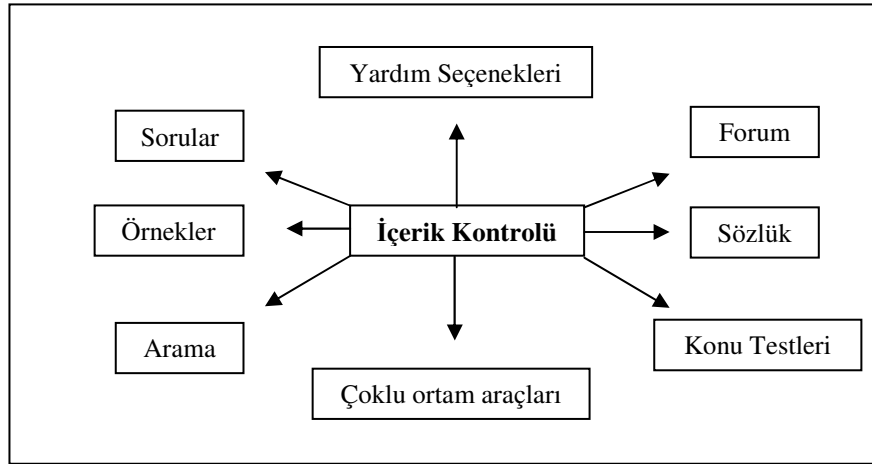 Yardım Seçenekleri
Sorular
Forum
Örnekler
İçerik Kontrolü
Sözlük
Arama
Konu Testleri
Çoklu ortam araçları